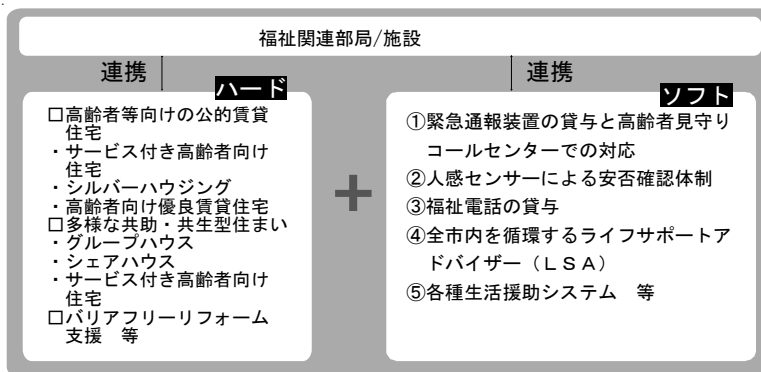 福祉関連部局/施設
連携
連携
ハード
□高齢者等向けの公的賃貸
住宅
・サービス付き高齢者向け
住宅
・シルバーハウジング
・高齢者向け優良賃貸住宅
□多様な共助・共生型住まい
・グループハウス
・シェアハウス
・サービス付き高齢者向け
住宅
□バリアフリーリフォーム
支援　等
+
ソフト
①緊急通報装置の貸与と高齢者見守り
コールセンターでの対応
②人感センサーによる安否確認体制
③福祉電話の貸与
④全市内を循環するライフサポートア
ドバイザー（ＬＳＡ）
⑤各種生活援助システム　等